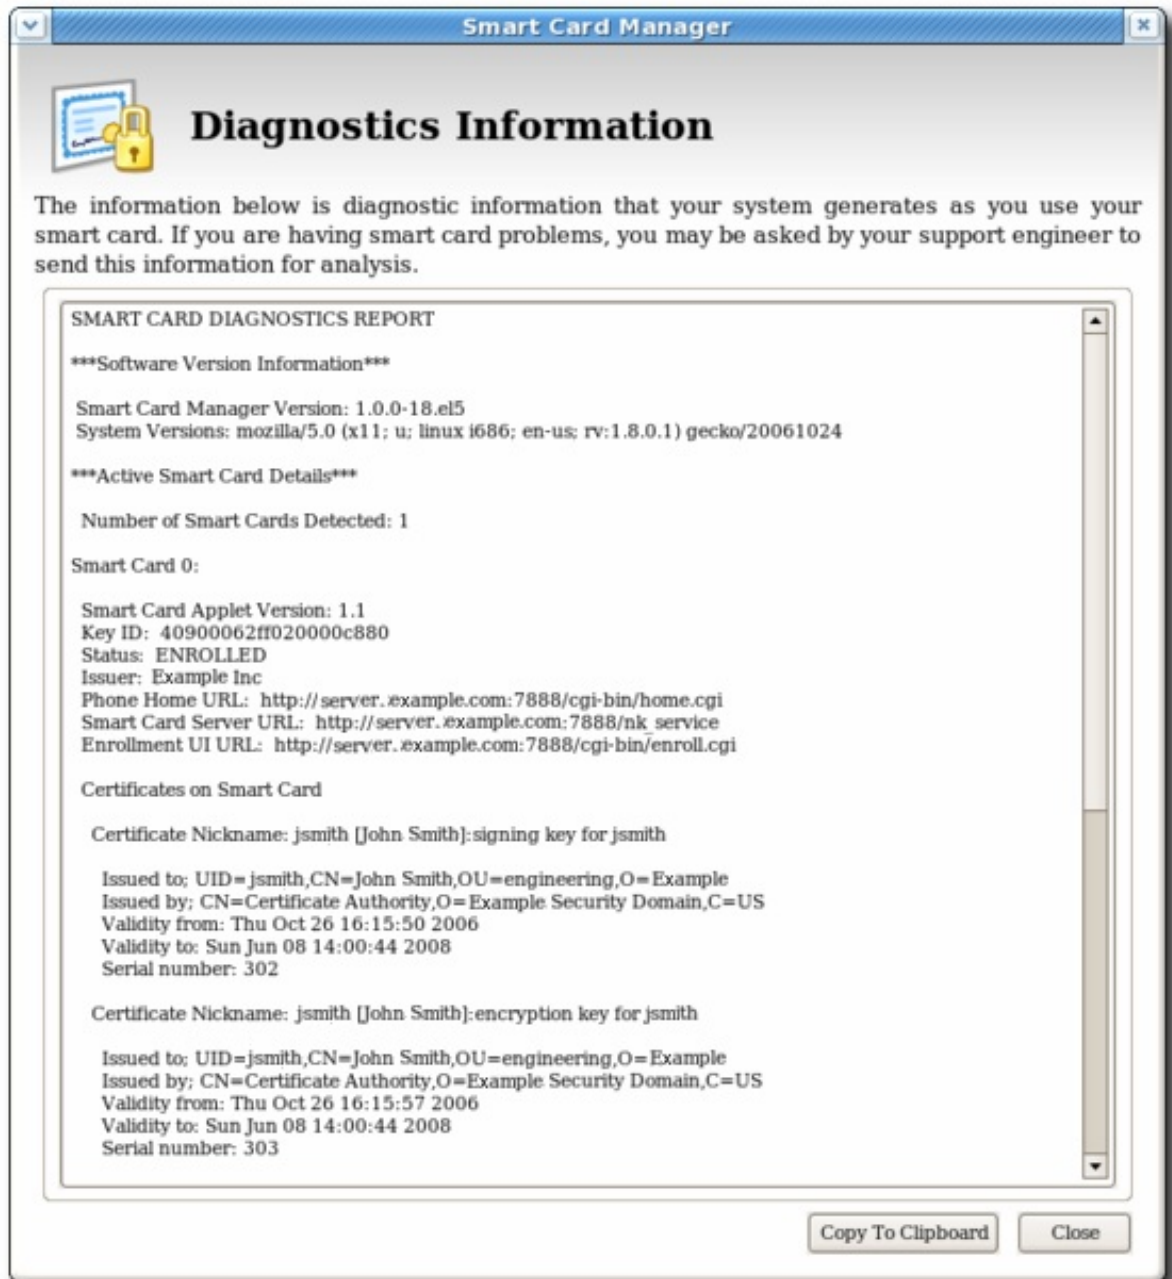 Smart Card Manager
Diagnostics Information
The information below is diagnostic information that your system generates as you use your
smart card. If you are having smart card problems, you may be asked by your support engineer to
send this information for analysis.
SMART CARD DIAGNOSTICS REPORT
***Software Version Information***
Smart Card Manager Version: 1.0.0-18.el5
System Versions: mozilla/5.0 (x11; u; linux i686; en-us; rv:1.8.0.1) gecko/20061024
***Active Smart Card Details***
Number of Smart Cards Detected: 1
Smart Card 0:
Smart Card Applet Version: 1.1
Key ID: 40900062ff020000c880
Status: ENROLLED
Issuer: Example Inc
Phone Home URL: http://server.example.com:7888/cgi-bin/home.cgi
Smart Card Server URL: http://server.example.com:7888/nk_service
Enrollment UI URL: http://server.example.com:7888/cgi-bin/enroll.cgi
Certificates on Smart Card
Certificate Nickname: jsmith [John Smith]:signing key for jsmith
Issued to; UID=jsmith,CN=John Smith,OU=engineering,O=Example
Issued by; CN=Certificate Authority,O=Example Security Domain,C=US
Validity from: Thu Oct 26 16:15:50 2006
Validity to: Sun Jun 08 14:00:44 2008
Serial number: 302
Certificate Nickname: jsmith [John Smith]:encryption key for jsmith
Issued to; UID=jsmith,CN=John Smith,OU=engineering,O=Example
Issued by; CN=Certificate Authority,O=Example Security Domain,C=US
Validity from: Thu Oct 26 16:15:57 2006
Validity to: Sun Jun 08 14:00:44 2008
Serial number: 303
Copy To Clipboard
Close